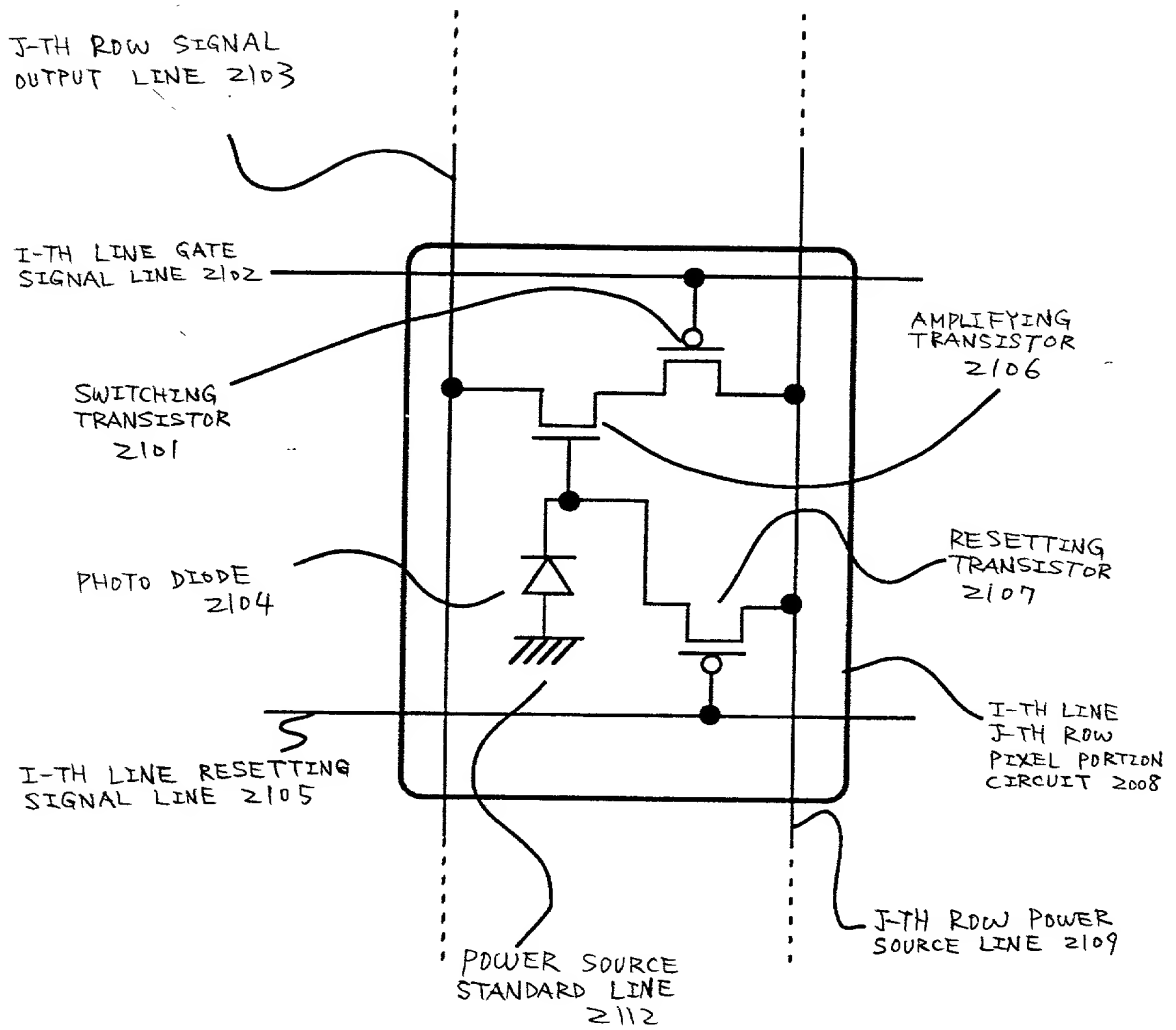 J-TH ROW SIGNAL
OUTPUT LINE 2103
I-TH LINE GATE
SIGNAL LINE 2102
AMPLIFYING
TRANSISTOR
2106
SWITCHING
TRANSISTOR
2101
RESETTING
TRANSISTOR
2107
PHOTO DIODE
2104
I-TH LINE
J-TH ROW
PIXEL PORTION
CIRCUIT 2008
I-TH LINE RESETTING
SIGNAL LINE 2105
J-TH ROW POWER
SOURCE LINE 2109
POWER SOURCE
STANDARD LINE
2112